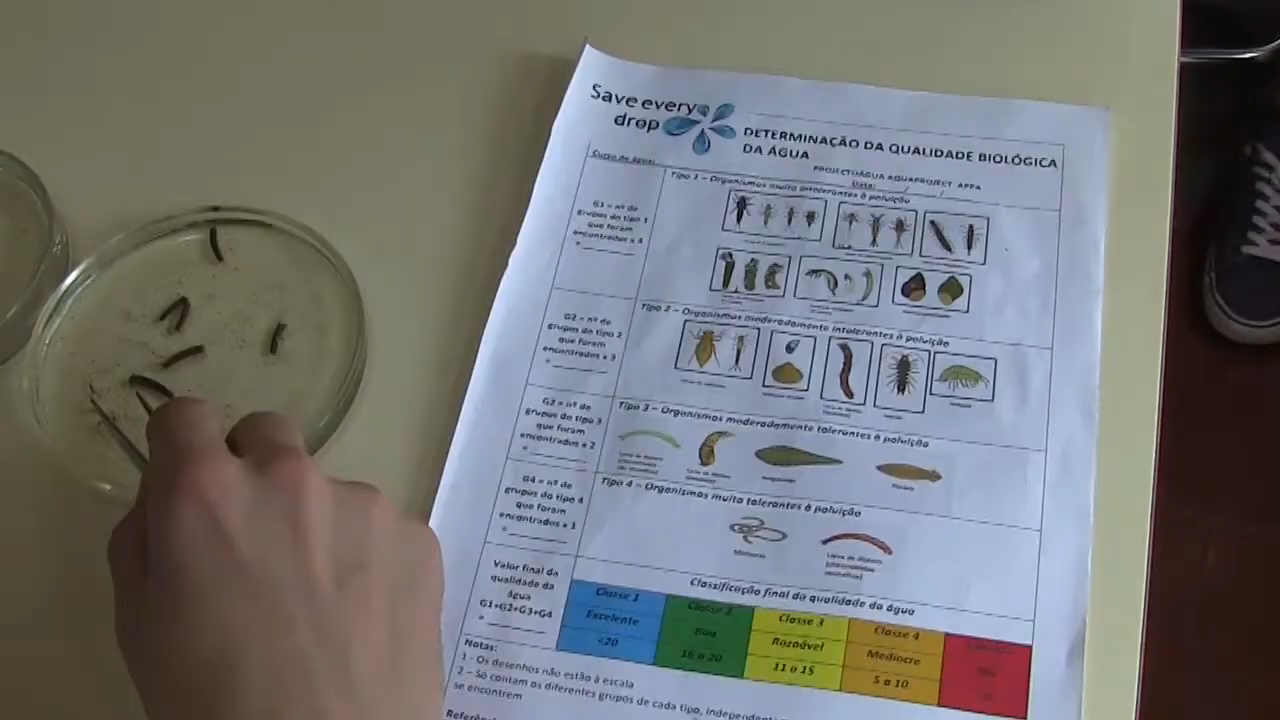 Save every
drop
DETERMINAÇÃO DA QUALIDADE BIOLÓGICA
DA ÁGUA
PROJECTOÁGUA AQUAPROJECT APPA
Curso de água:
Data:____/____/
Tipo 1 – Organismos muito intolerantes à poluição
G1 = nº de
grupos do tipo 1
que foram
encontrados x 4
=
Tipo 2 – Organismos moderadamente intolerantes à poluição
G2 = nº de
grupos do tipo 2
que foram
encontrados x 3
=
Tipo 3 – Organismos moderadamente tolerantes à poluição
G3 = nº de
grupos do tipo 3
que foram
encontrados x 2
=
Tipo 4 – Organismos muito tolerantes à poluição
G4 = nº de
grupos do tipo 4
que foram
encontrados x 1
=
Classificação final da qualidade da água
Valor final da
qualidade da
água
G1+G2+G3+G4
=
Classe 1
Excelente
<20
Classe 2
Boa
16 a 20
Classe 3
Razoável
11 a 15
Classe 4
Medíocre
5 a 10
Notas:
1 - Os desenhos não estão à escala
2 – Só contam os diferentes grupos de cada tipo, independent
se encontrem